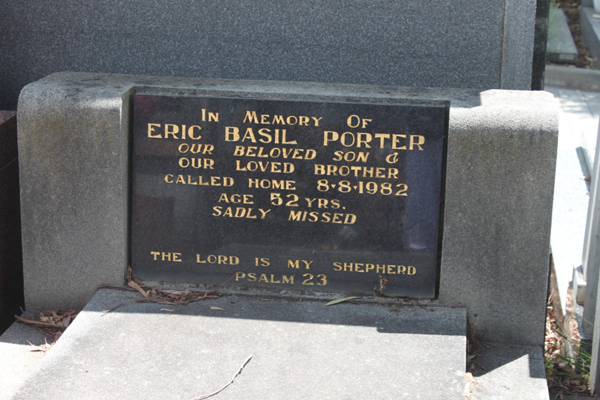 In Memory Of
ERIC BASIL PORTER
OUR BELOVED SON &
OUR LOVED BROTHER
CALLED HOME 8·8·1982
AGE 52 YRS.
SADLY MISSED
THE LORD IS MY SHEPHERD
PSALM 23